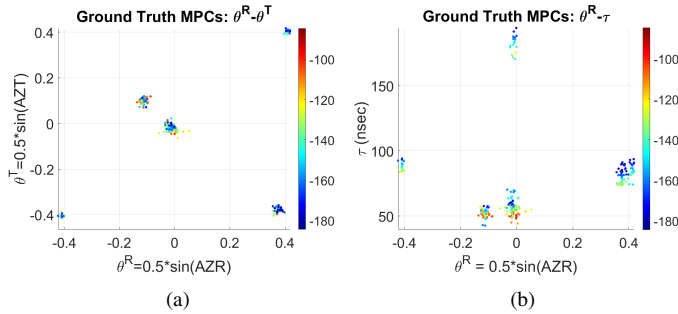 Ground Truth MPCs: θ^R-θ^T
0.4
0.2
0
-0.2
-0.4
θ^T=0.5*sin(AZT)
-0.4 -0.2 0 0.2 0.4
θ^R=0.5*sin(AZR)
-100
-120
-140
-160
-180
(a)
Ground Truth MPCs: θ^R-τ
150
100
50
τ (nsec)
-0.4 -0.2 0 0.2 0.4
θ^R = 0.5*sin(AZR)
-100
-120
-140
-160
-180
(b)